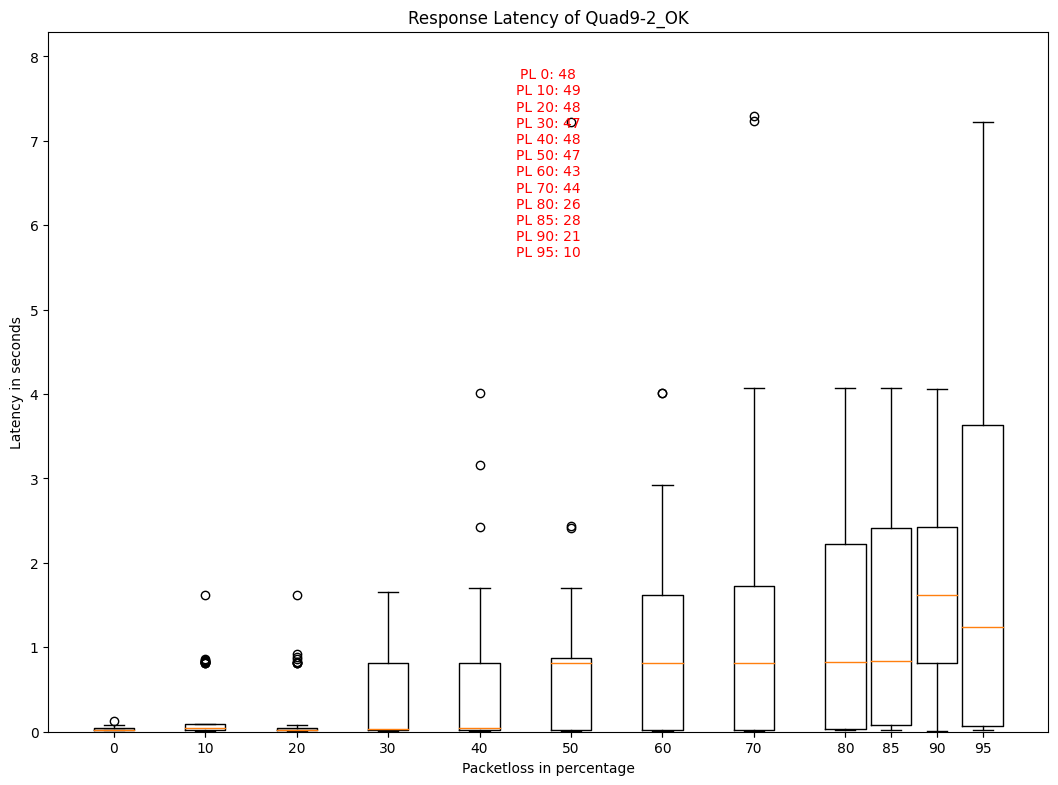 Response Latency of Quad9-2_OK
8
7
6
5
4
3
2
1
0
Latency in seconds
PL 0: 48
PL 10: 49
PL 20: 48
PL 30: 47
PL 40: 48
PL 50: 47
PL 60: 43
PL 70: 44
PL 80: 26
PL 85: 28
PL 90: 21
PL 95: 10
0 10 20 30 40 50 60 70 80 85 90 95
Packetloss in percentage